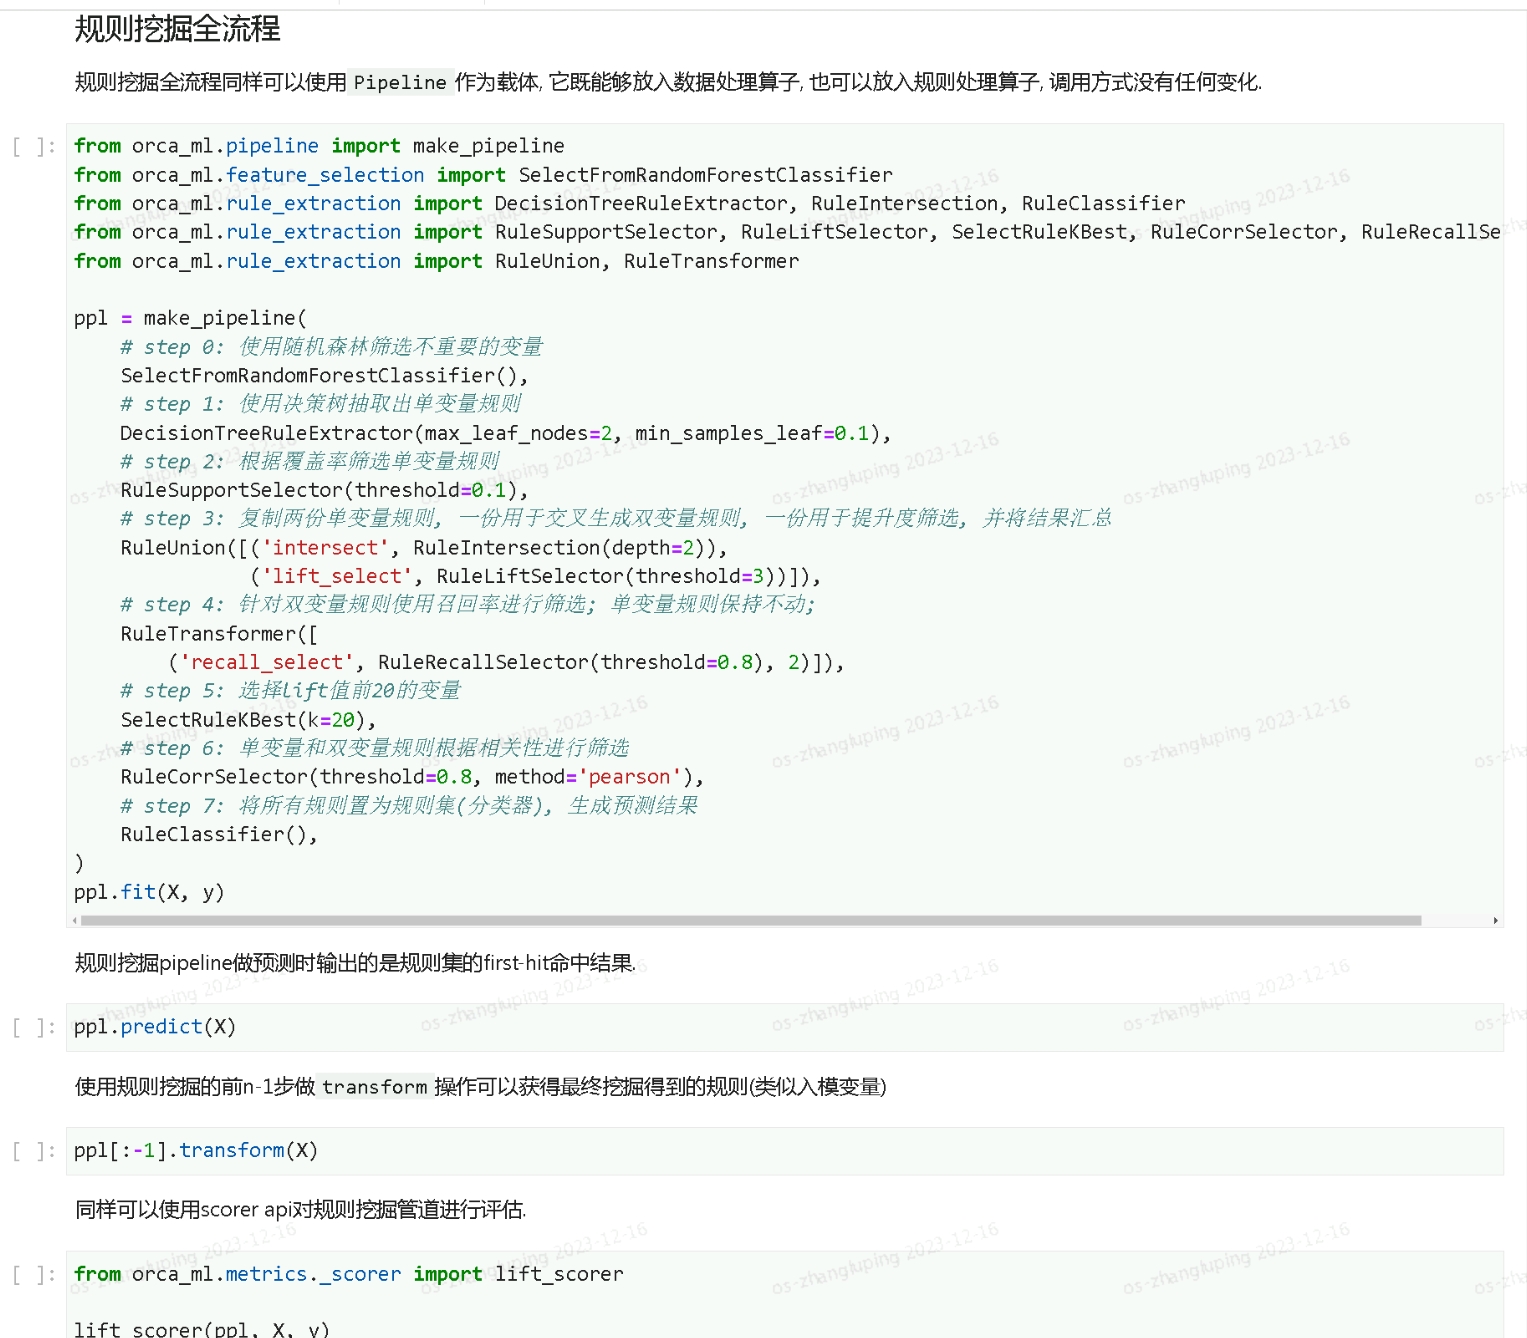 规则挖掘全流程
规则挖掘全流程同样可以使用 Pipeline 作为载体, 它既能够放入数据处理算子, 也可以放入规则处理算子, 调用方式没有任何变化.
[ ]: from orca_ml.pipeline import make_pipeline
from orca_ml.feature_selection import SelectFromRandomForestClassifier
from orca_ml.rule_extraction import DecisionTreeRuleExtractor, RuleIntersection, RuleClassifier
from orca_ml.rule_extraction import RuleSupportSelector, RuleLiftSelector, SelectRuleKBest, RuleCorrSelector, RuleRecallSe
from orca_ml.rule_extraction import RuleUnion, RuleTransformer
ppl = make_pipeline(
# step 0: 使用随机森林筛选不重要的变量
SelectFromRandomForestClassifier(),
# step 1: 使用决策树抽取出单变量规则
DecisionTreeRuleExtractor(max_leaf_nodes=2, min_samples_leaf=0.1),
# step 2: 根据覆盖率筛选单变量规则
RuleSupportSelector(threshold=0.1),
# step 3: 复制两份单变量规则, 一份用于交叉生成双变量规则, 一份用于提升度筛选, 并将结果汇总
RuleUnion([('intersect', RuleIntersection(depth=2)),
('lift_select', RuleLiftSelector(threshold=3))]),
# step 4: 针对双变量规则使用召回率进行筛选; 单变量规则保持不动;
RuleTransformer([
('recall_select', RuleRecallSelector(threshold=0.8), 2)]),
# step 5: 选择lift值前20的变量
SelectRuleKBest(k=20),
# step 6: 单变量和双变量规则根据相关性进行筛选
RuleCorrSelector(threshold=0.8, method='pearson'),
# step 7: 将所有规则置为规则集(分类器), 生成预测结果
RuleClassifier(),
)
ppl.fit(X, y)
规则挖掘pipeline做预测时输出的是规则集的first-hit命中结果.
[ ]: ppl.predict(X)
使用规则挖掘的前n-1步做 transform 操作可以获得最终挖掘得到的规则(类似入模变量)
[ ]: ppl[:-1].transform(X)
同样可以使用scorer api对规则挖掘管道进行评估.
[ ]: from orca_ml.metrics._scorer import lift_scorer
lift_scorer(ppl, X, y)